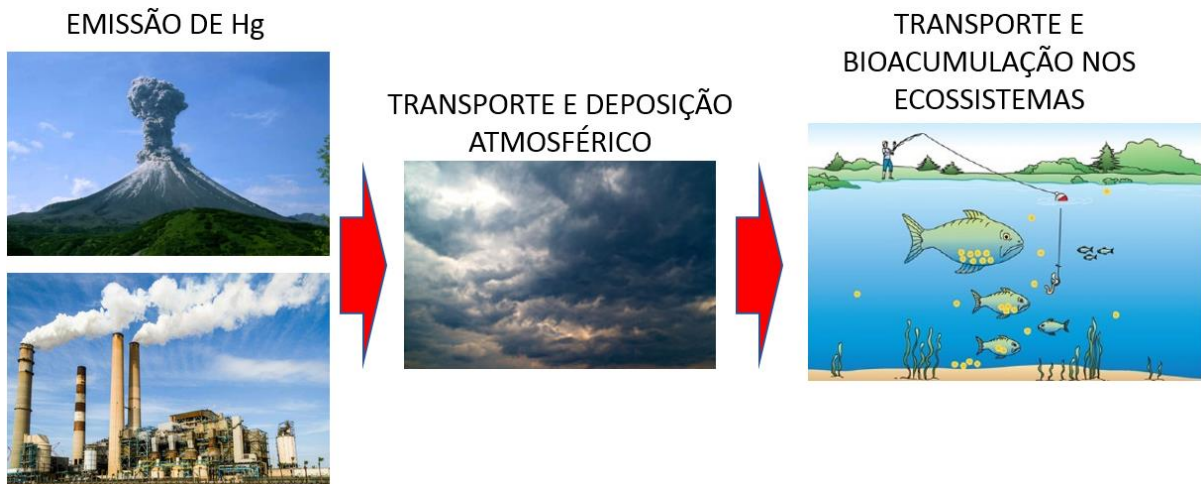 EMISSÃO DE Hg
TRANSPORTE E DEPOSIÇÃO
ATMOSFÉRICO
TRANSPORTE E
BIOACUMULAÇÃO NOS
ECOSSISTEMAS